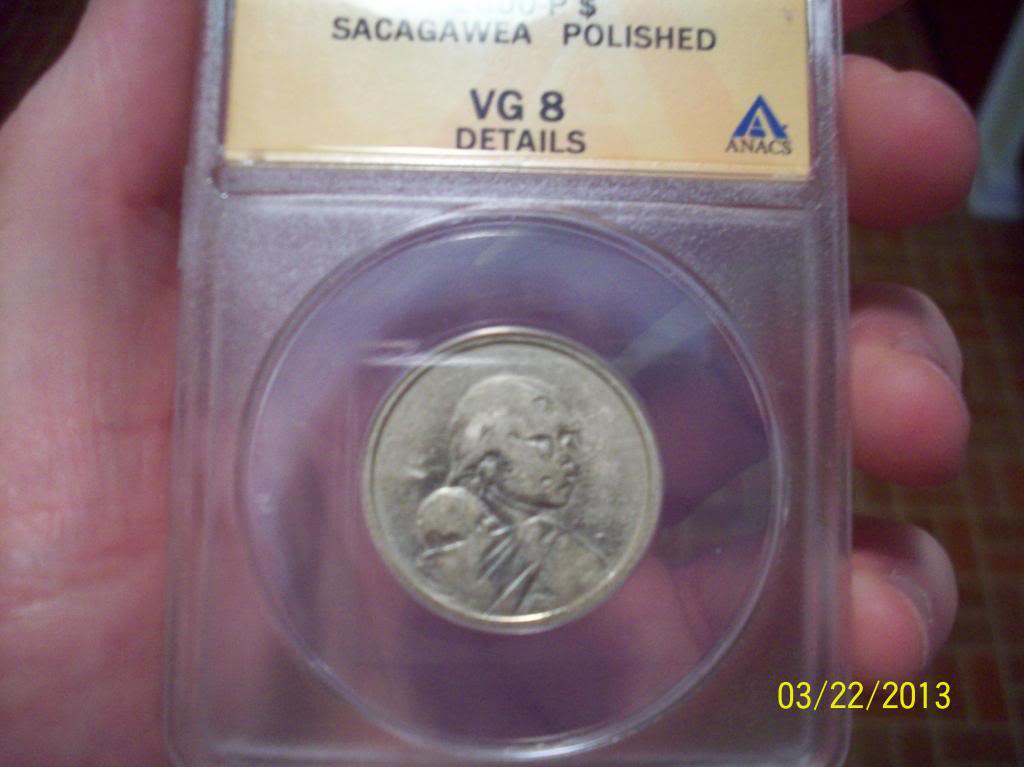 SACAGAWEA POLISHED
VG 8
DETAILS
ANACS
03/22/2013